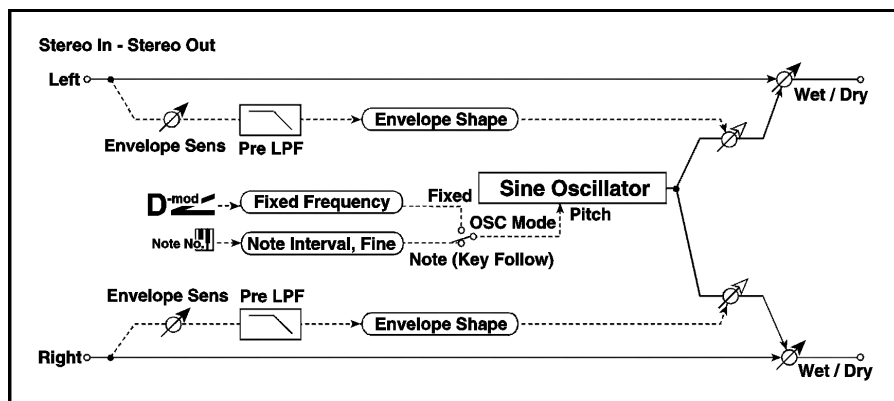 Stereo In - Stereo Out
Left
Wet / Dry
Envelope Sens
Pre LPF
Envelope Shape
D-mod
Fixed Frequency
Fixed
Sine Oscillator
OSC Mode
Pitch
Note No.
Note Interval, Fine
Note (Key Follow)
Envelope Sens
Pre LPF
Envelope Shape
Right
Wet / Dry